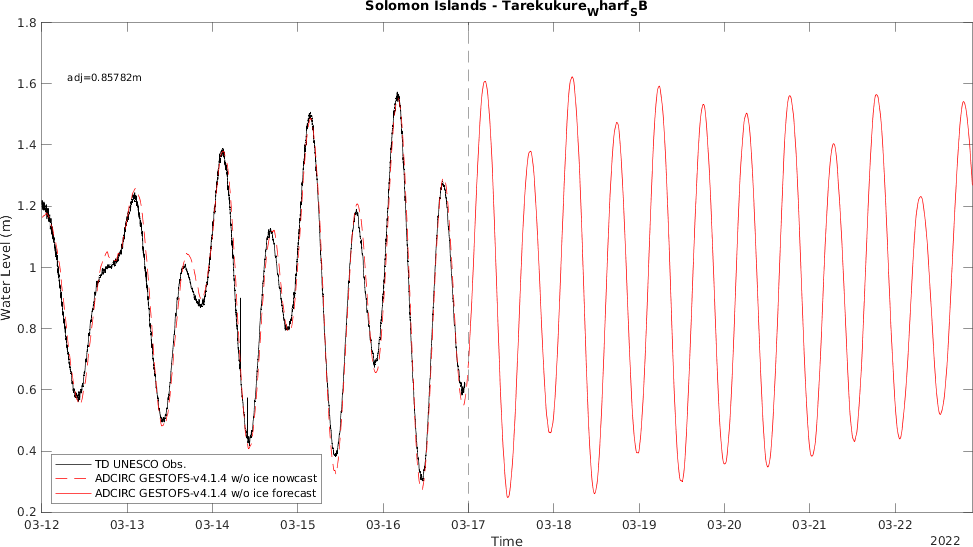 Solomon Islands - Tarekukure_Wharf_SB
1.8
1.6
1.4
1.2
1
0.8
0.6
0.4
0.2
Water Level (m)
adj=0.85782m
TD UNESCO Obs.
ADCIRC GESTOFS-v4.1.4 w/o ice nowcast
ADCIRC GESTOFS-v4.1.4 w/o ice forecast
03-12 03-13 03-14 03-15 03-16 03-17 03-18 03-19 03-20 03-21 03-22
Time
2022